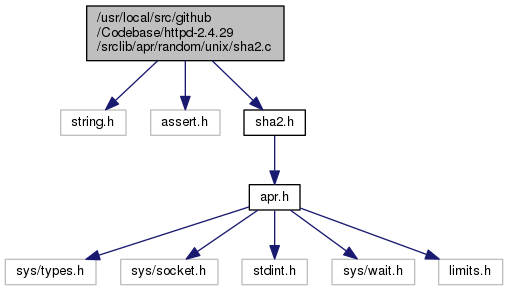 /usr/local/src/github
/Codebase/httpd-2.4.29
/srclib/apr/random/unix/sha2.c
string.h
assert.h
sha2.h
apr.h
sys/types.h
sys/socket.h
stdint.h
sys/wait.h
limits.h